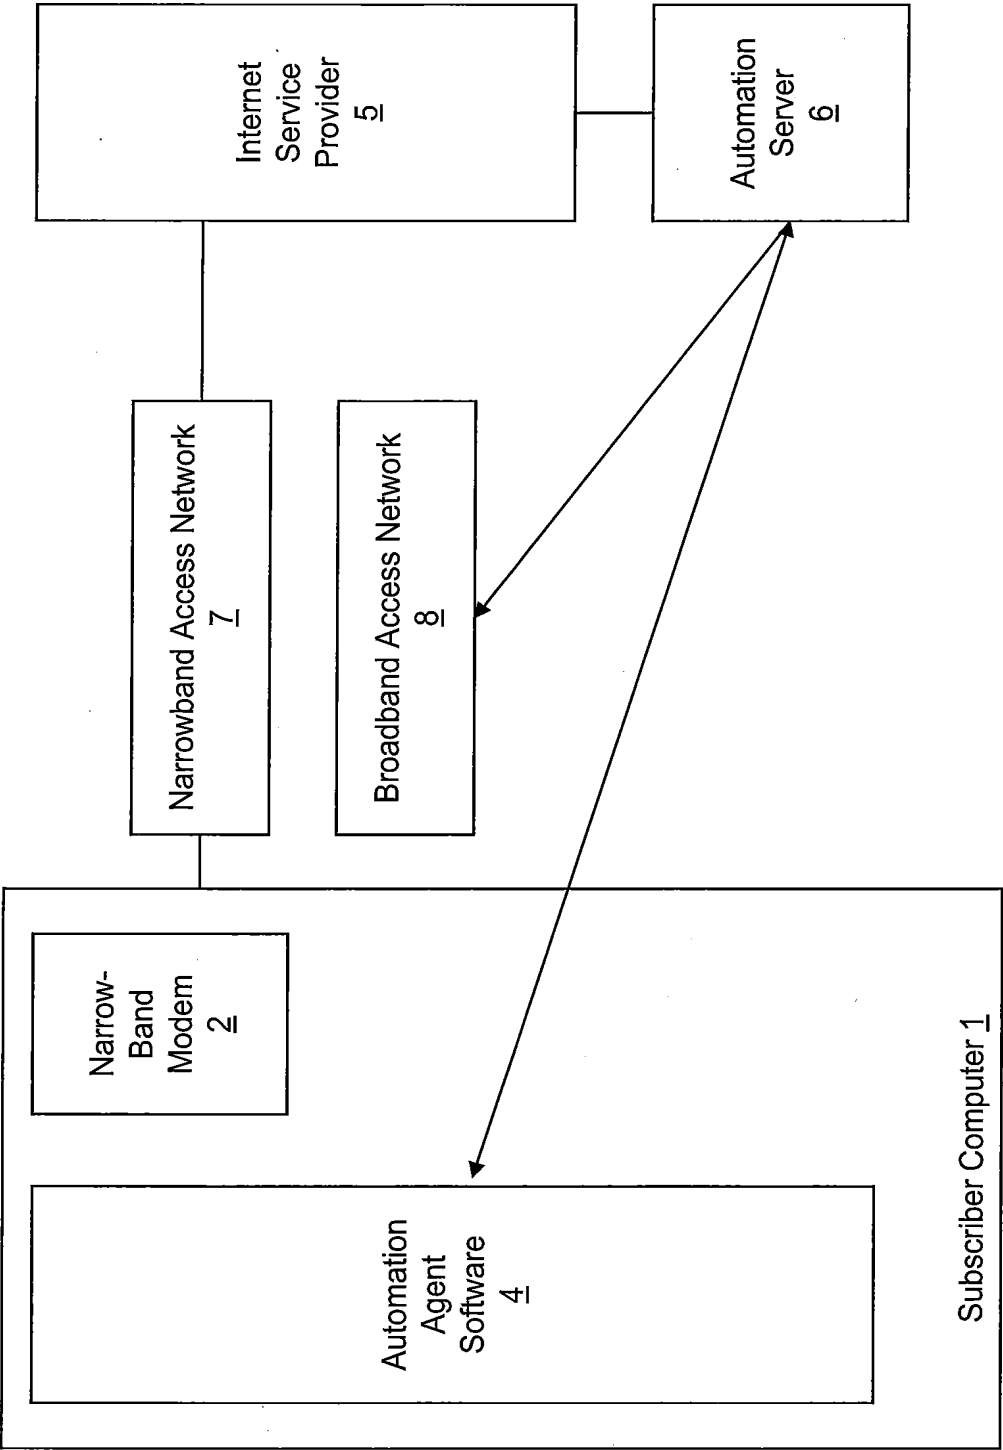 Automation
Agent
Software
4
Narrow-
Band
Modem
2
Subscriber Computer 1
Narrowband Access Network
7
Broadband Access Network
8
Internet
Service
Provider
5
Automation
Server
6